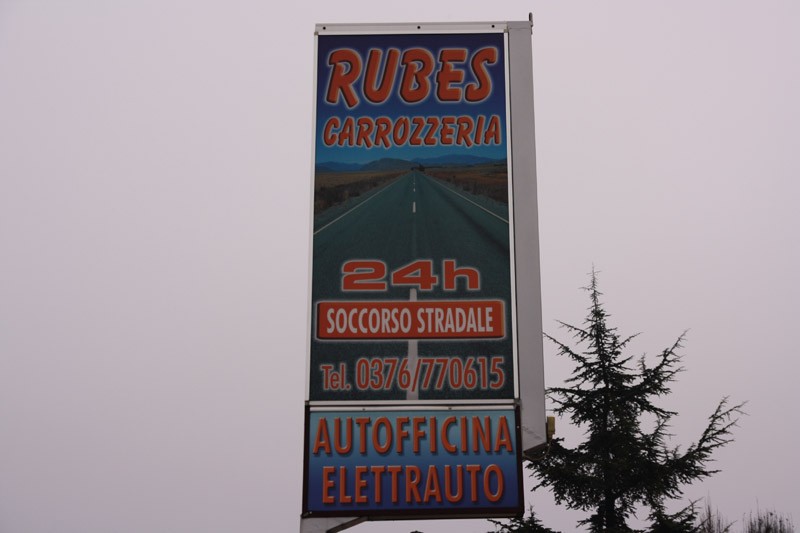 RUBES
CARROZZERIA
24h
SOCCORSO STRADALE
Tel. 0376/770615
AUTOFFICINA
ELETTRAUTO